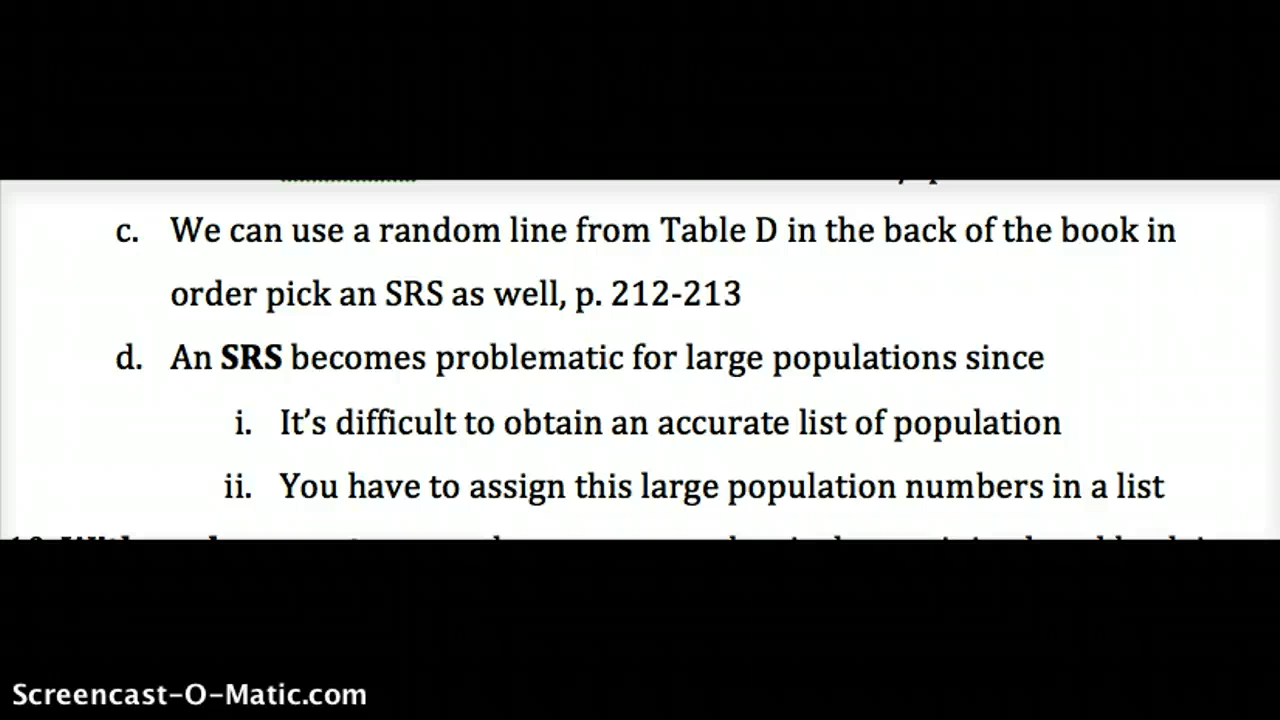 c. We can use a random line from Table D in the back of the book in
order pick an SRS as well, p. 212-213
d. An SRS becomes problematic for large populations since
i. It's difficult to obtain an accurate list of population
ii. You have to assign this large population numbers in a list
Screencast-O-Matic.com